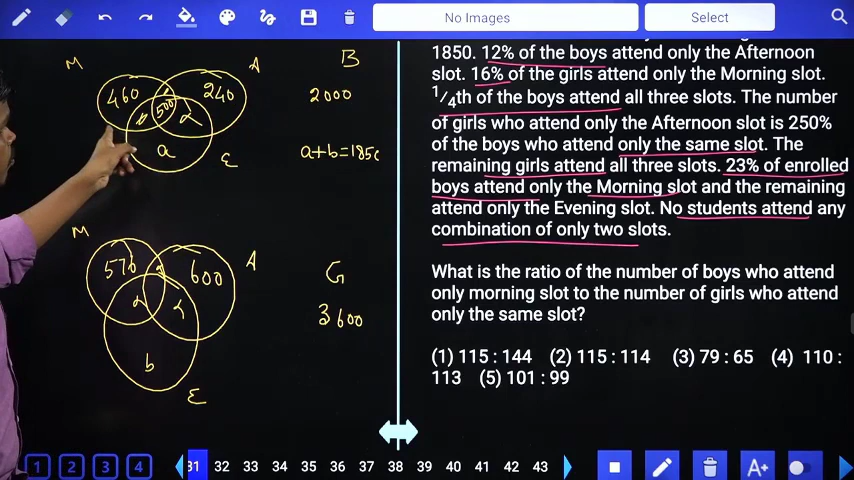 No Images
Select
M
A
B
460
240
500
2000
a
a+b=185
E
M
A
G
576
600
3600
b
E
1850. 12% of the boys attend only the Afternoon
slot. 16% of the girls attend only the Morning slot.
1/4th of the boys attend all three slots. The number
of girls who attend only the Afternoon slot is 250%
of the boys who attend only the same slot. The
remaining girls attend all three slots. 23% of enrolled
boys attend only the Morning slot and the remaining
attend only the Evening slot. No students attend any
combination of only two slots.
What is the ratio of the number of boys who attend
only morning slot to the number of girls who attend
only the same slot?
(1) 115 : 144 (2) 115 : 114 (3) 79 : 65 (4) 110 :
113 (5) 101 : 99
1 2 3 4 31 32 33 34 35 36 37 38 39 40 41 42 43 A+